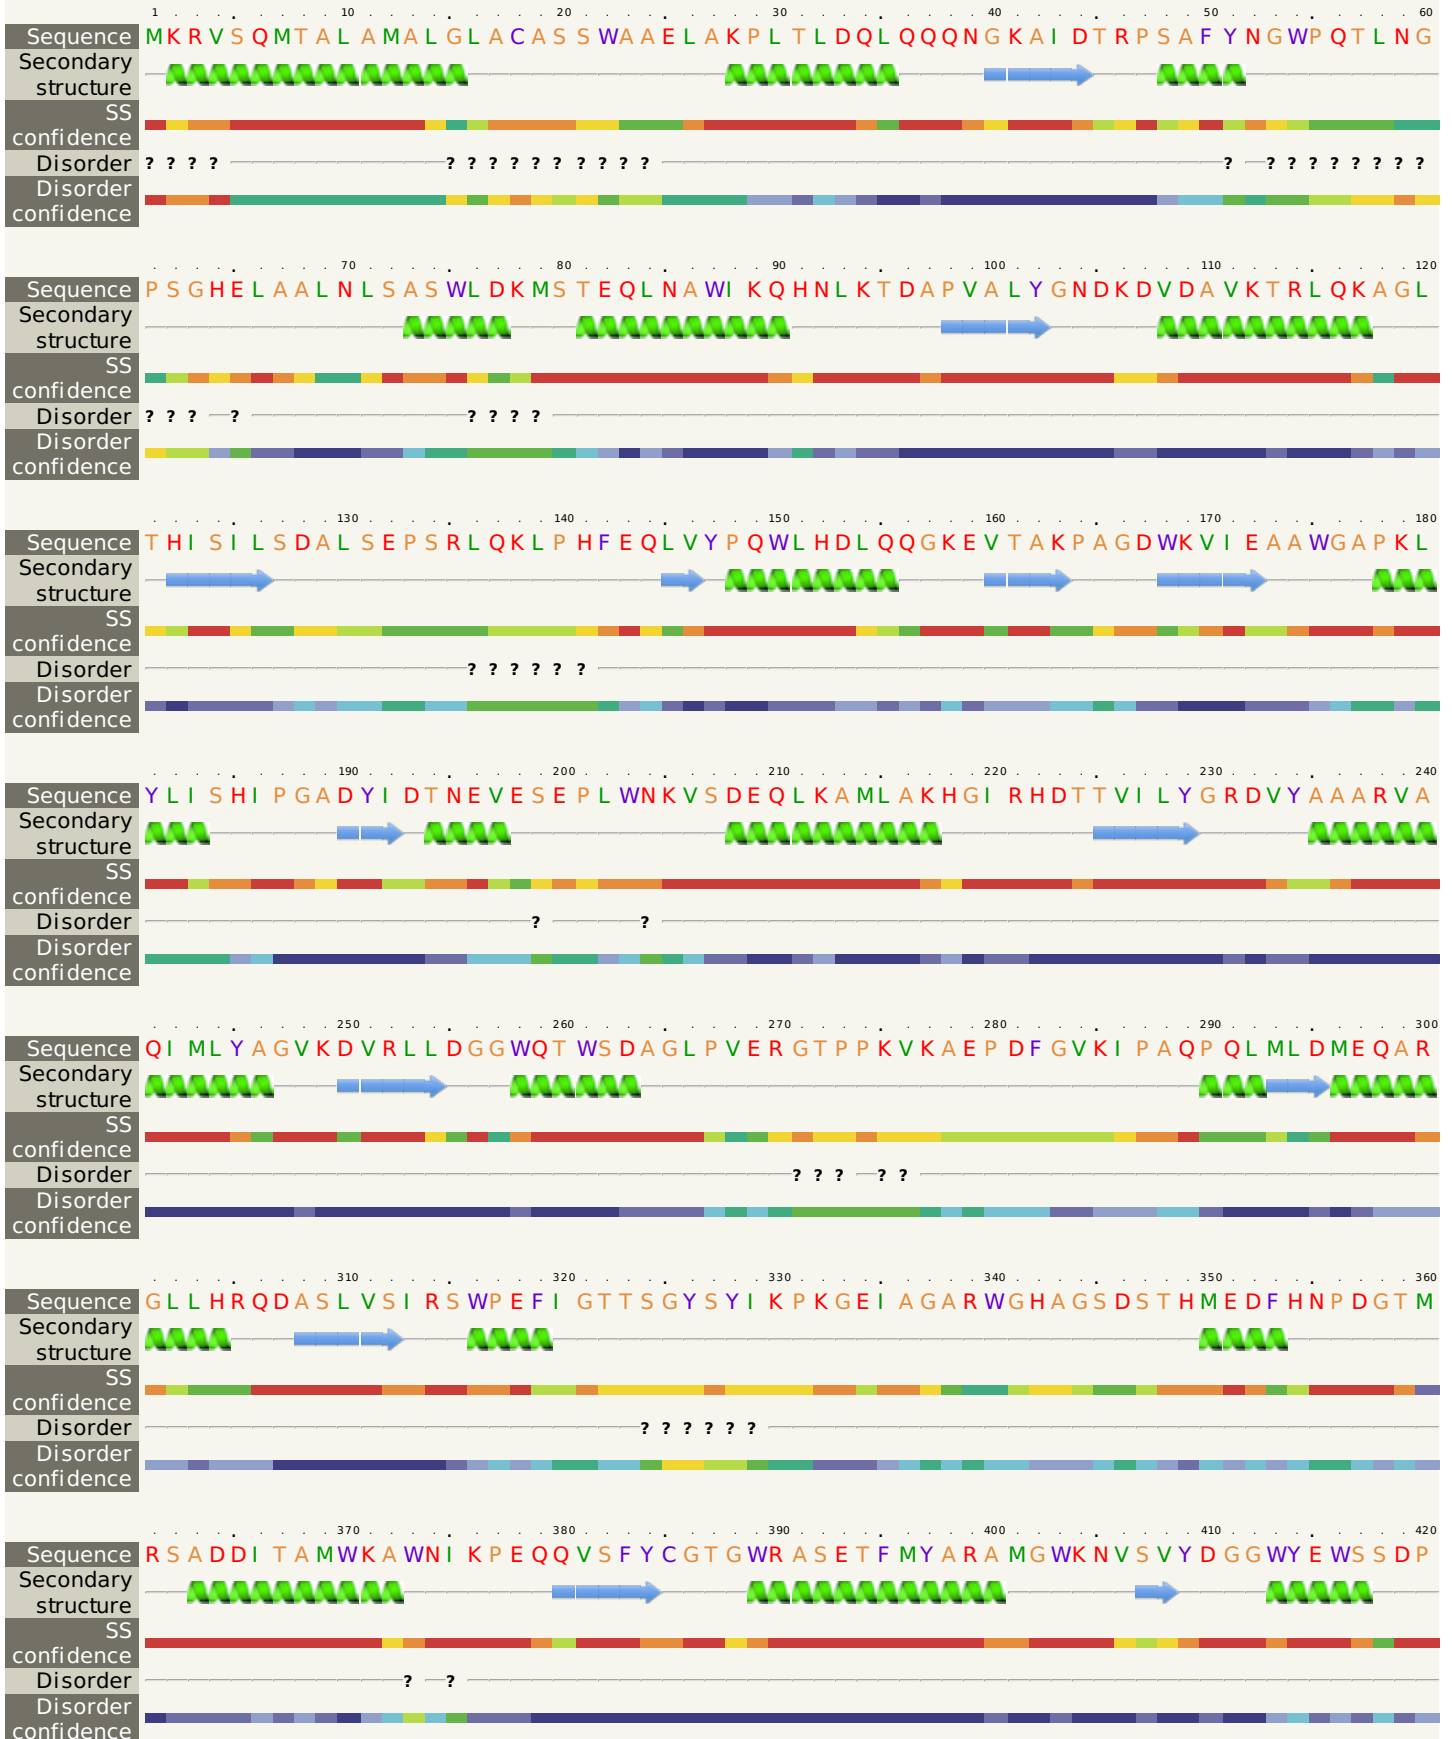 1 10 20 30 40 50 60
Sequence MKRVSQMTALAMALGLACASSWAAELAKPLTLDQLQQQNGKAIDTRPSAFYNGWPQTLNG
Secondary
structure
SS
confidence
Disorder ? ? ? ? ? ? ? ? ? ? ? ? ? ? ? ? ? ? ? ? ? ? ?
Disorder
confidence
70 80 90 100 110 120
Sequence PSGHELAALNLSASWLDKMSTEQLNAWIKQHNLKTDAPVALYGNDKDVDAVKTRLQKAGL
Secondary
structure
SS
confidence
Disorder ? ? ? ? ? ? ? ?
Disorder
confidence
130 140 150 160 170 180
Sequence THISILSDALSEPSRLQKLPHFEQLVYPQWLHDLQQGKEVTAKPAGDWKVIEAAWGAPKL
Secondary
structure
SS
confidence
Disorder ? ? ? ? ? ?
Disorder
confidence
190 200 210 220 230 240
Sequence YLISHIPGADYIDTNEVESEPLWNKVSDEQLKAMLAKHGIRHDTTVILYGRDVYAAARVA
Secondary
structure
SS
confidence
Disorder ? ?
Disorder
confidence
250 260 270 280 290 300
Sequence QIMLYAGVKDVRLLDGGWQTWSDAGLPVERGTPPKVKAEPDFGVKIPAQPQLMLDMEQAR
Secondary
structure
SS
confidence
Disorder ? ? ? ? ?
Disorder
confidence
310 320 330 340 350 360
Sequence GLLHRQDASLVSIRSWPEFIGTTSGYSYIKPKGEIAGARWGHAGSDSTHMEDFHNPDGTM
Secondary
structure
SS
confidence
Disorder ? ? ? ? ? ?
Disorder
confidence
370 380 390 400 410 420
Sequence RSADDITAMWKAWNIKPEQQVSFYCGTGWRASETFMYARAMGWKNVSVYDGGWYEWSSDP
Secondary
structure
SS
confidence
Disorder ? ?
Disorder
confidence